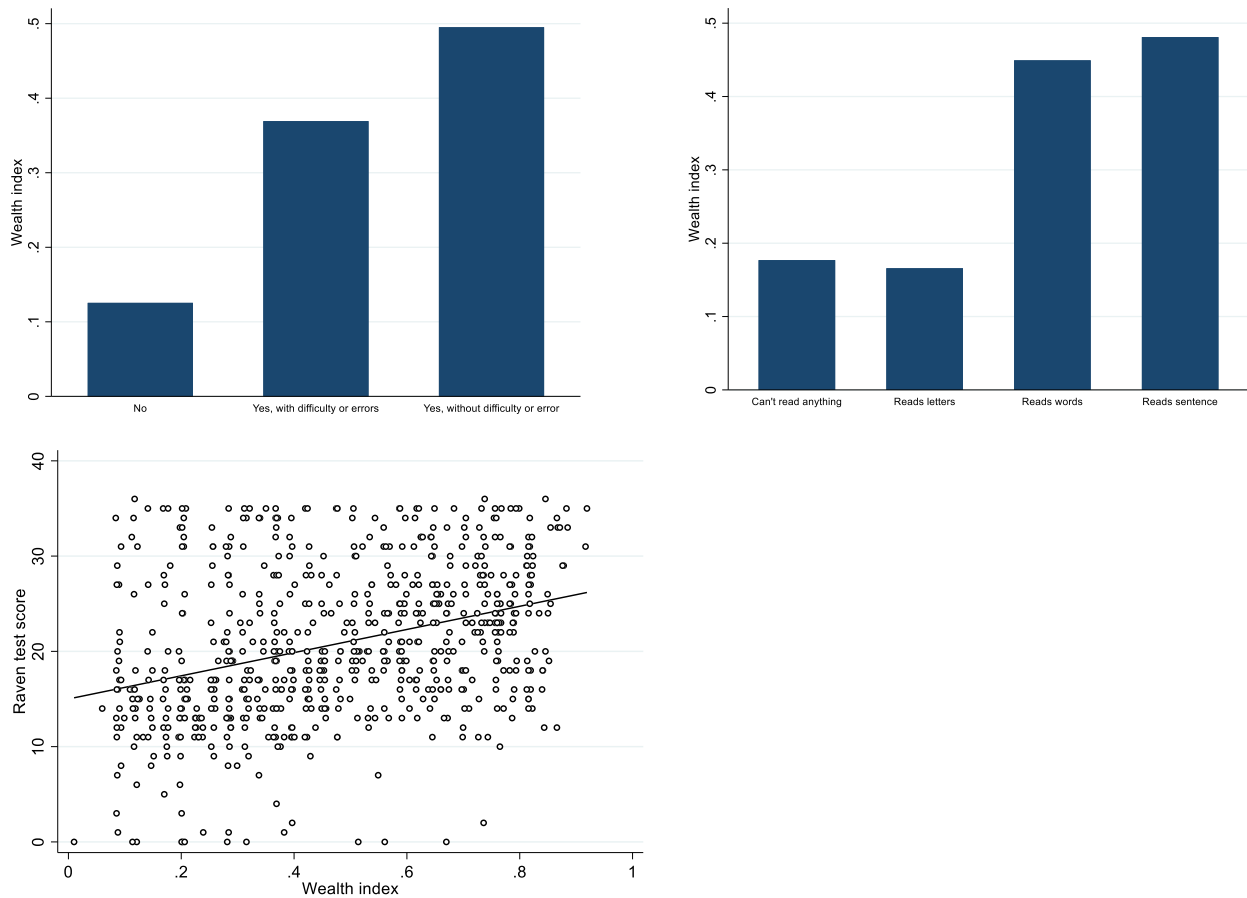 Wealth index
.5
.4
.3
.2
.1
0
No
Yes, with difficulty or errors
Yes, without difficulty or error
Wealth index
.5
.4
.3
.2
.1
0
Can't read anything
Reads letters
Reads words
Reads sentence
Raven test score
40
30
20
10
0
0
.2
.4
.6
.8
1
Wealth index